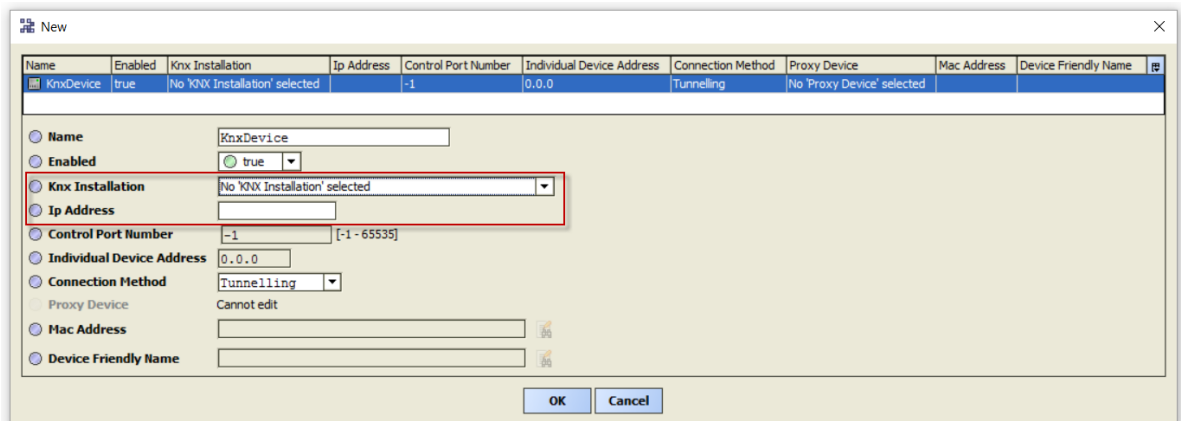 New
Name Enabled Knx Installation Ip Address Control Port Number Individual Device Address Connection Method Proxy Device Mac Address Device Friendly Name
KnxDevice true No 'KNX Installation' selected -1 0.0.0 Tunnelling No 'Proxy Device' selected
Name KnxDevice
Enabled true
Knx Installation No 'KNX Installation' selected
Ip Address
Control Port Number -1 [-1 - 65535]
Individual Device Address 0.0.0
Connection Method Tunnelling
Proxy Device Cannot edit
Mac Address
Device Friendly Name
OK Cancel